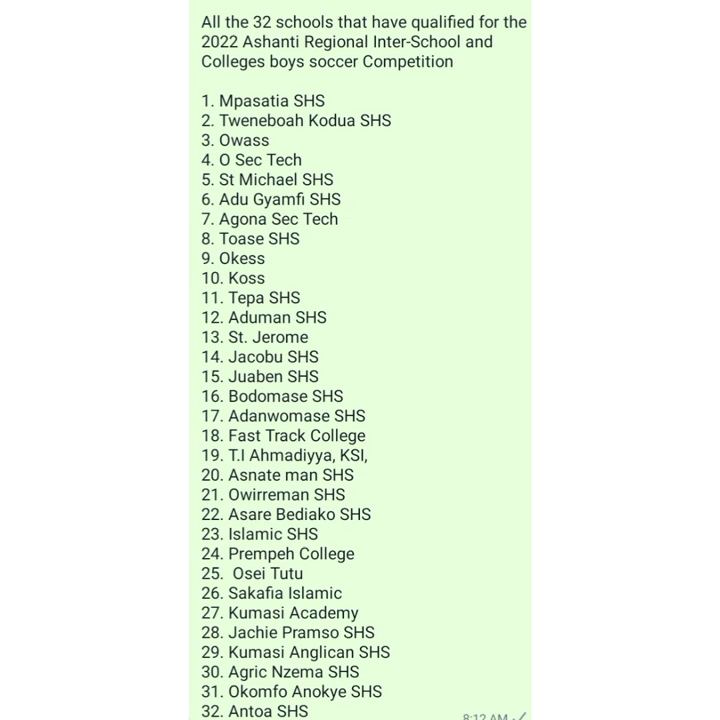 All the 32 schools that have qualified for the
2022 Ashanti Regional Inter-School and
Colleges boys soccer Competition
1. Mpasatia SHS
2. Tweneboah Kodua SHS
3. Owass
4. O Sec Tech
5. St Michael SHS
6. Adu Gyamfi SHS
7. Agona Sec Tech
8. Toase SHS
9. Okess
10. Koss
11. Tepa SHS
12. Aduman SHS
13. St. Jerome
14. Jacobu SHS
15. Juaben SHS
16. Bodomase SHS
17. Adanwomase SHS
18. Fast Track College
19. T.I Ahmadiyya, KSI,
20. Asnate man SHS
21. Owirreman SHS
22. Asare Bediako SHS
23. Islamic SHS
24. Prempeh College
25.  Osei Tutu
26. Sakafia Islamic
27. Kumasi Academy
28. Jachie Pramso SHS
29. Kumasi Anglican SHS
30. Agric Nzema SHS
31. Okomfo Anokye SHS
32. Antoa SHS
8:12 AM